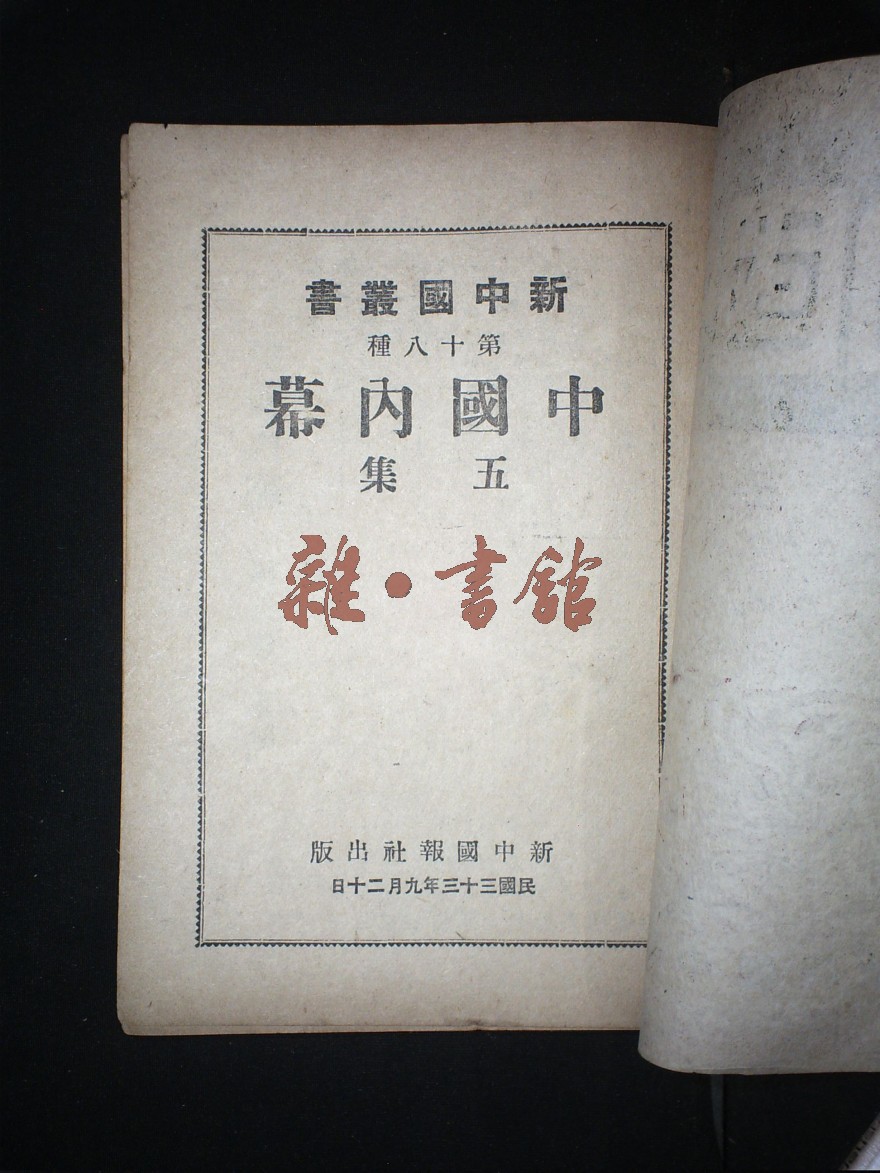 新中國叢書
第十八種
中國內幕
五集
雜·書館
新中國報社出版
民國三十三年九月二十日